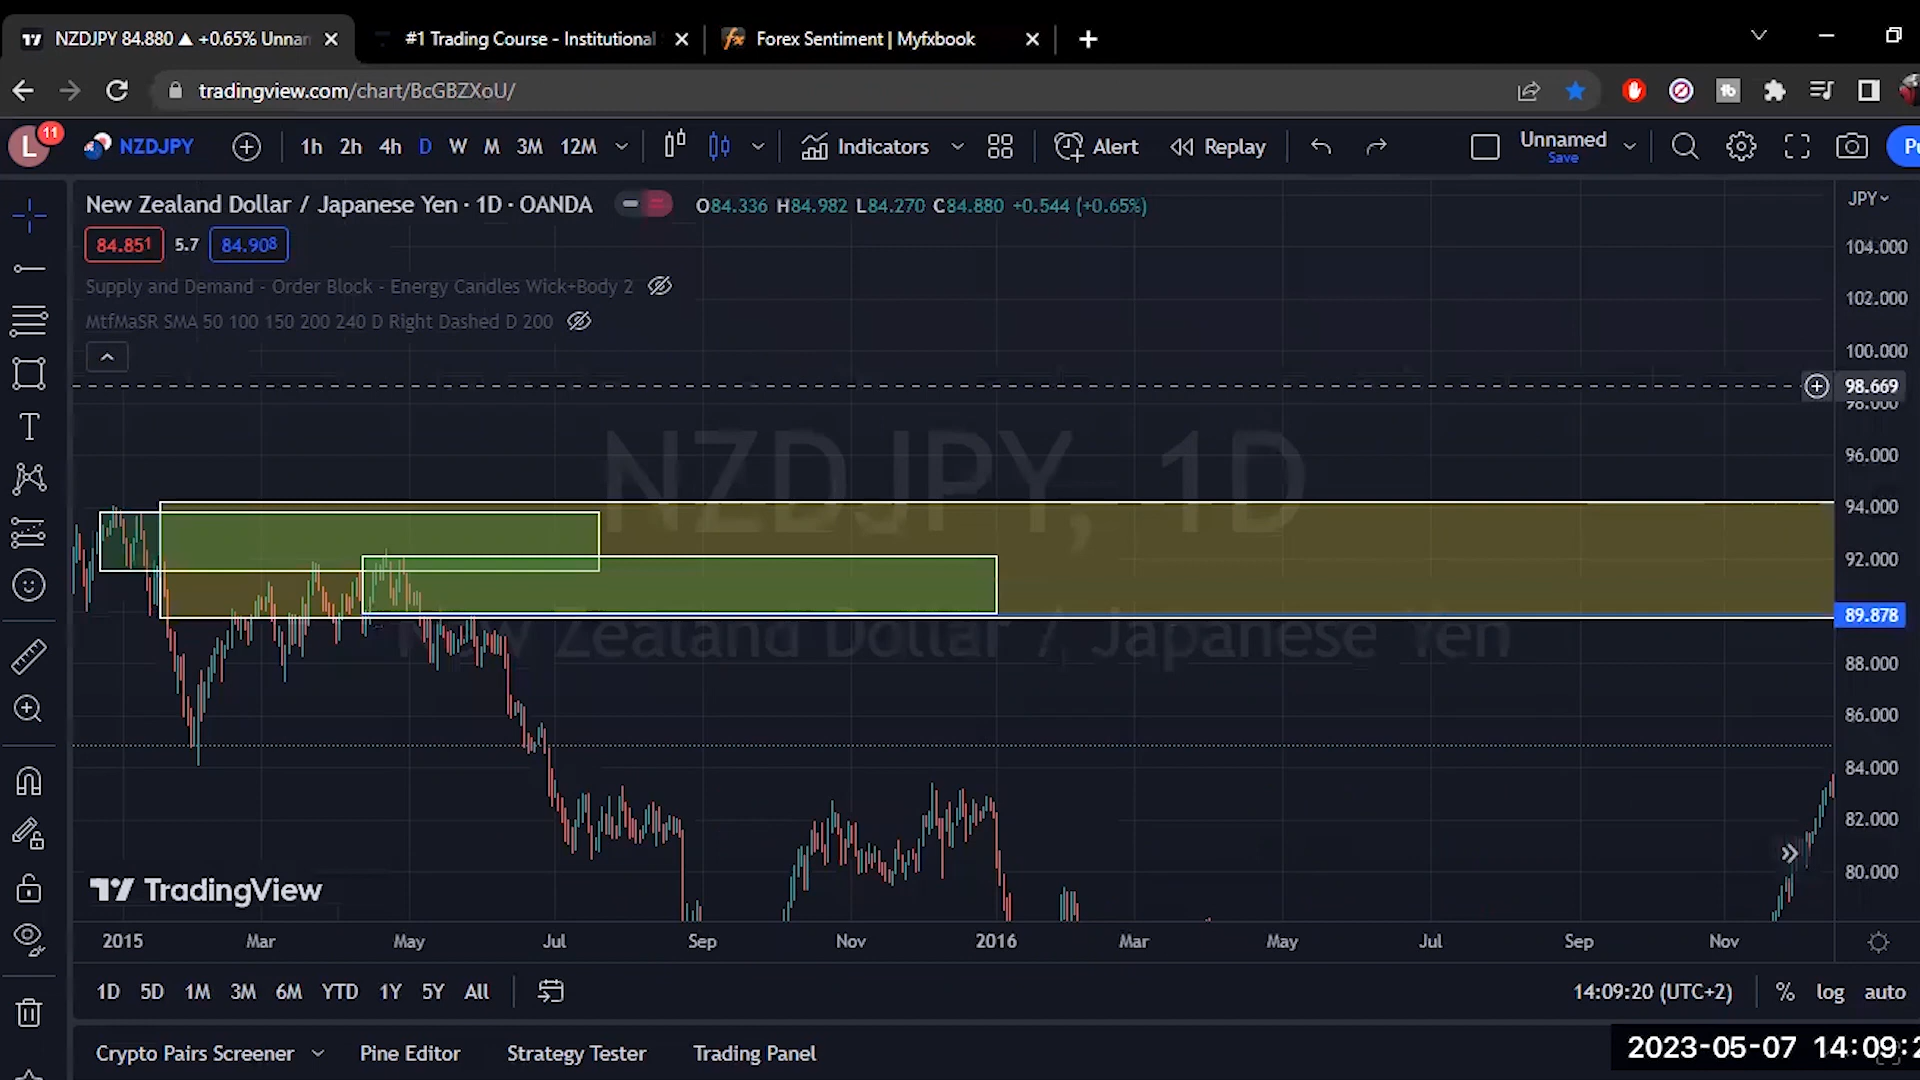 NZDJPY 84.880 ▲ +0.65% Unnan
#1 Trading Course - Institutional
Forex Sentiment | Myfxbook
tradingview.com/chart/BcGBZXoU/
L
11
NZDJPY
1h 2h 4h D W M 3M 12M
Indicators
Alert
Replay
Unnamed
Save
Pu
New Zealand Dollar / Japanese Yen · 1D · OANDA
O84.336 H84.982 L84.270 C84.880 +0.544 (+0.65%)
84.851 5.7 84.908
Supply and Demand - Order Block - Energy Candles Wick+Body 2
MtfMaSR SMA 50 100 150 200 240 D Right Dashed D 200
JPY
104.000
102.000
100.000
98.669
98.000
96.000
94.000
92.000
89.878
88.000
86.000
84.000
82.000
80.000
NZDJPY, 1D
New Zealand Dollar / Japanese Yen
TradingView
2015 Mar May Jul Sep Nov 2016 Mar May Jul Sep Nov
1D 5D 1M 3M 6M YTD 1Y 5Y All
14:09:20 (UTC+2) % log auto
Crypto Pairs Screener Pine Editor Strategy Tester Trading Panel
2023-05-07 14:09:2